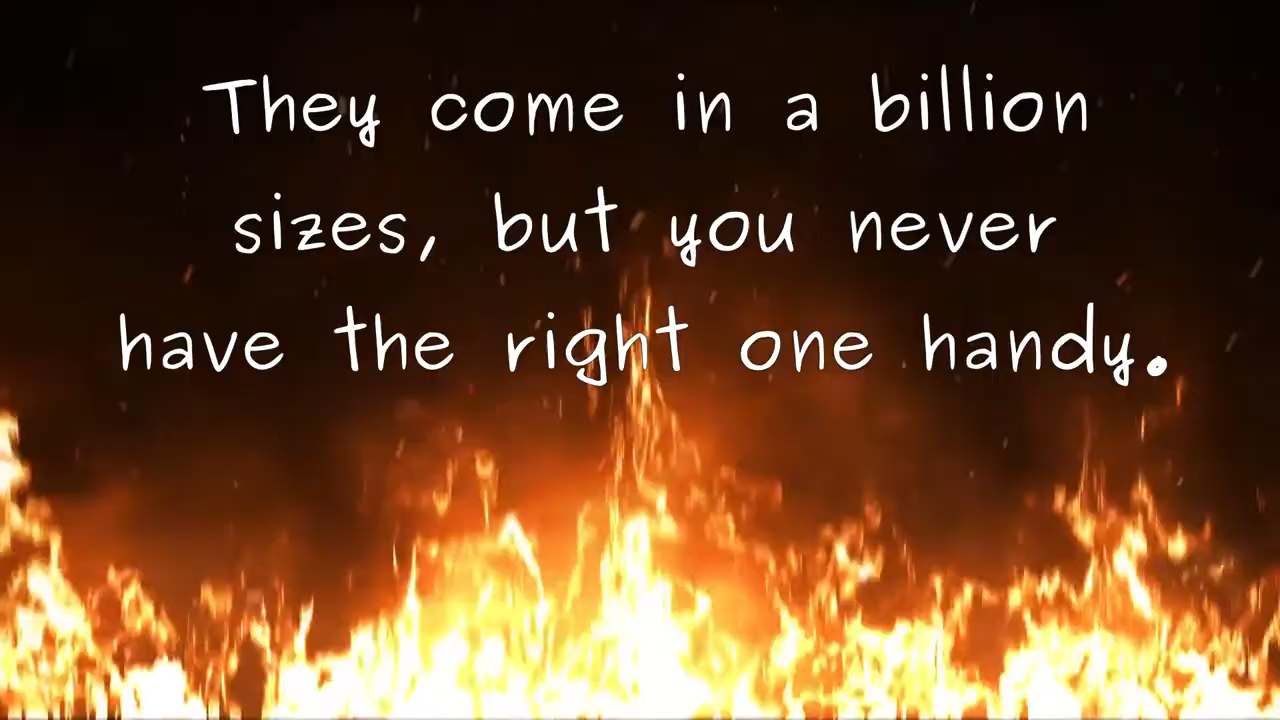 They come in a billion
sizes, but you never
have the right one handy.